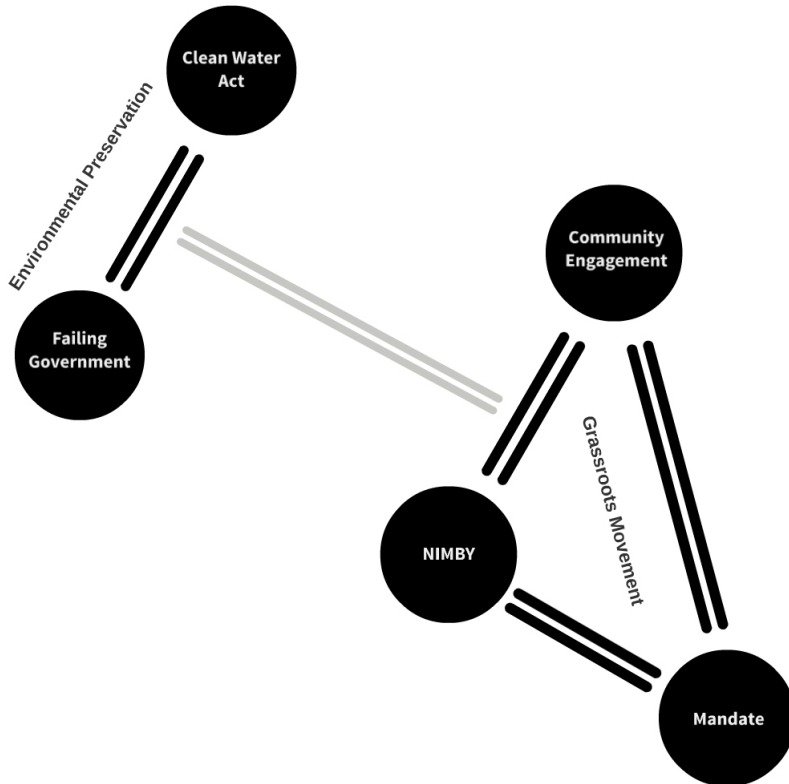 Clean Water
Act
Environmental Preservation
Failing
Government
Community
Engagement
Grassroots Movement
NIMBY
Mandate